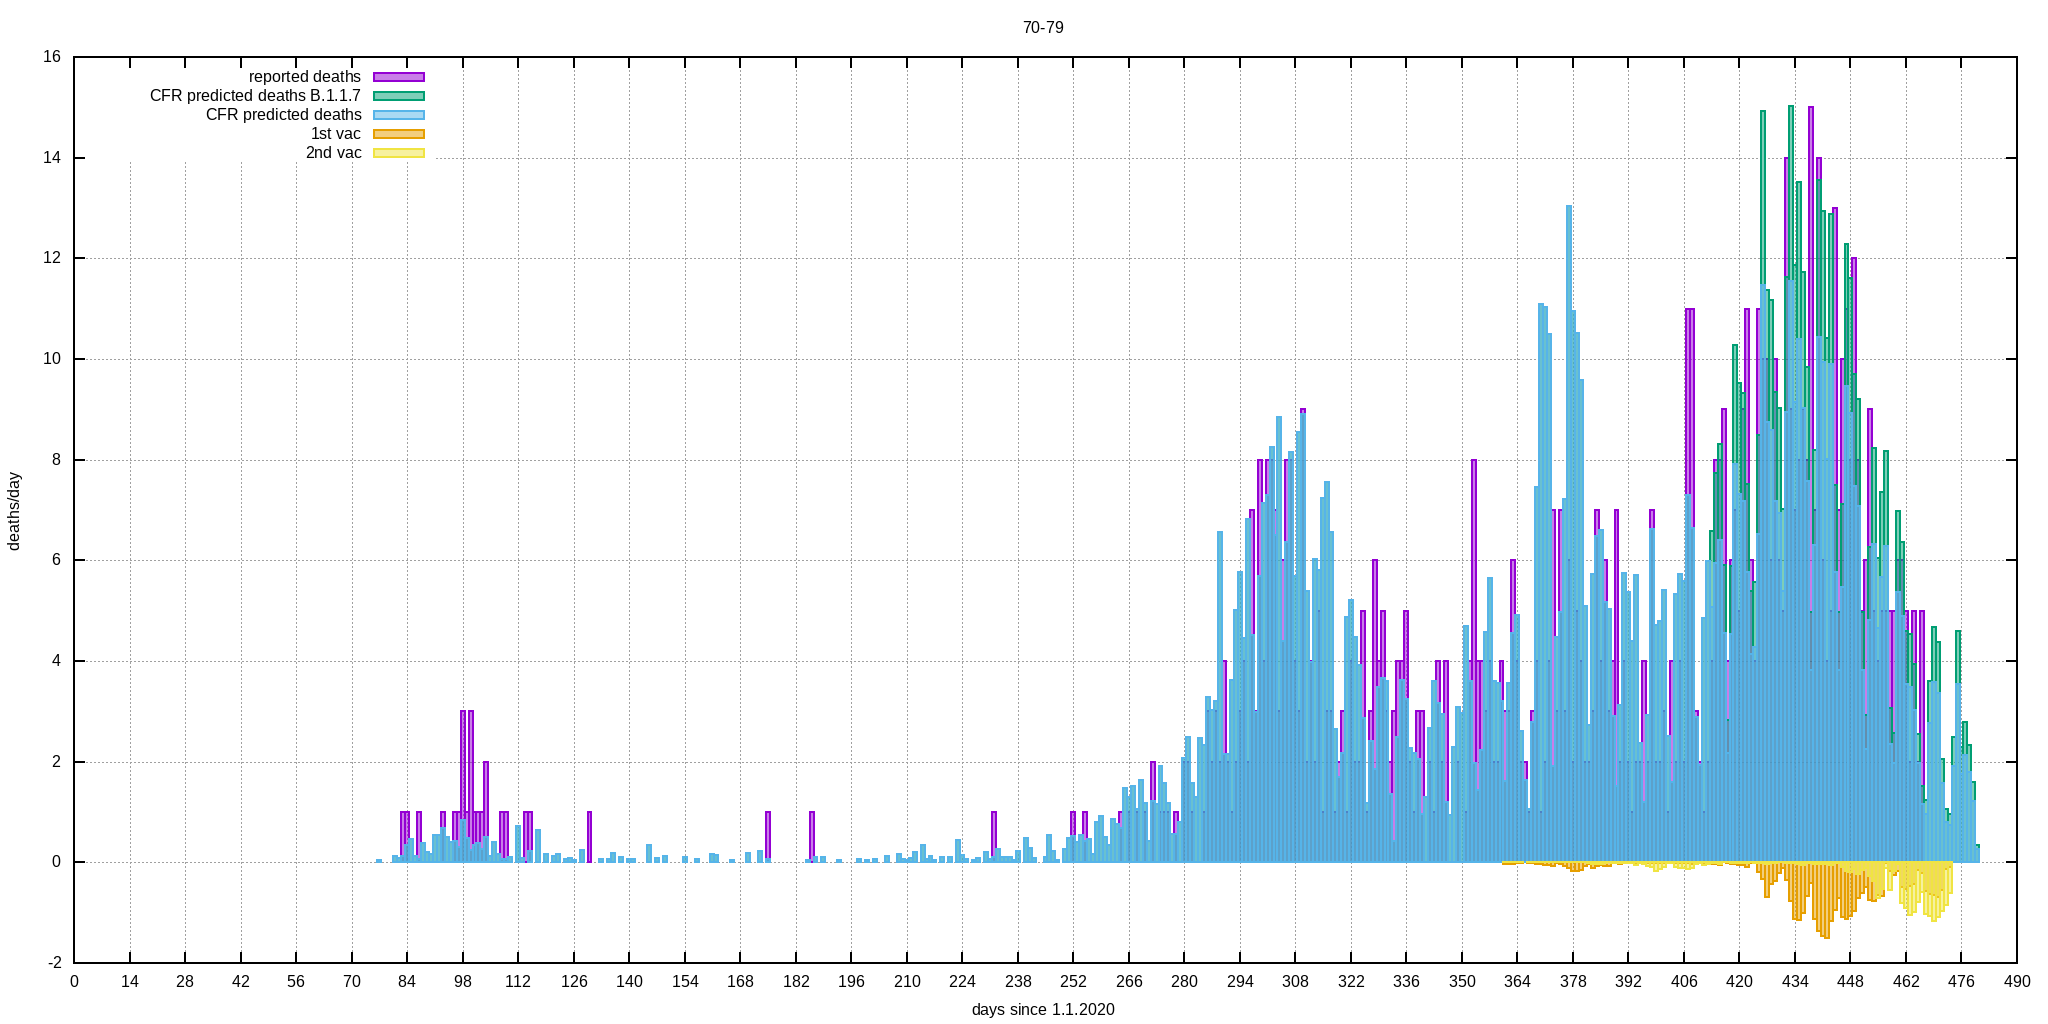 70-79
reported deaths
CFR predicted deaths B.1.1.7
CFR predicted deaths
1st vac
2nd vac
16
14
12
10
8
6
4
2
0
-2
deaths/day
0 14 28 42 56 70 84 98 112 126 140 154 168 182 196 210 224 238 252 266 280 294 308 322 336 350 364 378 392 406 420 434 448 462 476 490
days since 1.1.2020